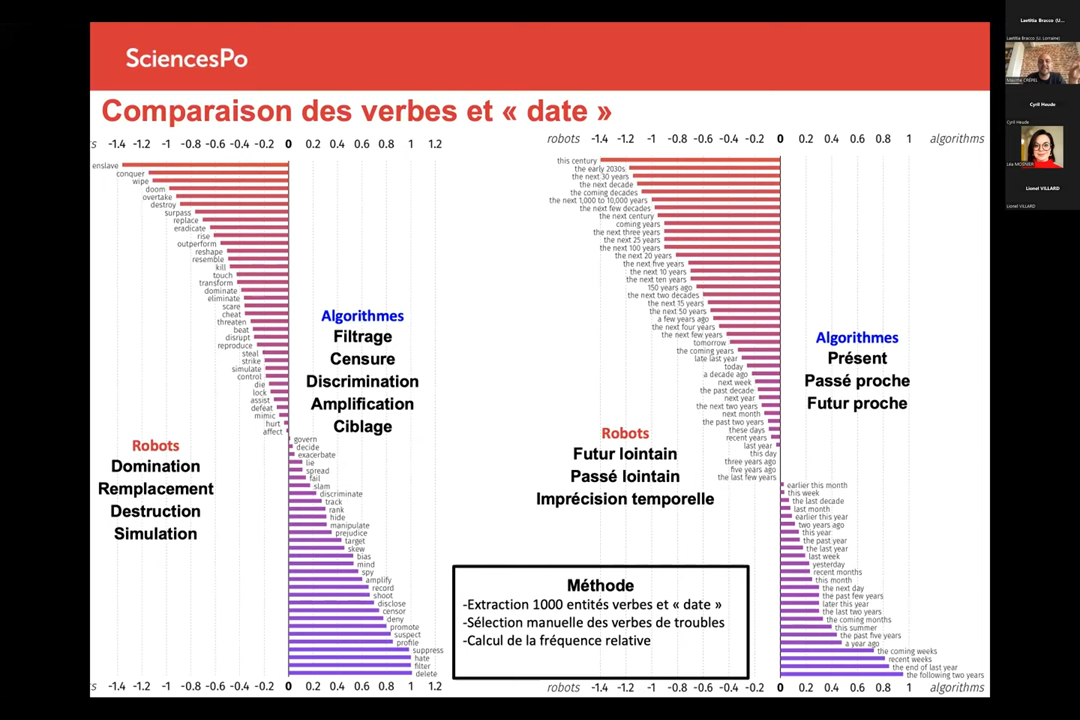 SciencesPo
Comparaison des verbes et « date »
s -1.4 -1.2 -1 -0.8 -0.6 -0.4 -0.2 0 0.2 0.4 0.6 0.8 1 1.2
enslave
conquer
wipe
doom
overtake
destroy
surpass
replace
eradicate
rise
outperform
reshape
resemble
kill
touch
transform
dominate
eliminate
scare
cheat
threaten
beat
disrupt
reproduce
steal
strike
simulate
control
die
lock
assist
defeat
mimic
hurt
affect
govern
decide
exacerbate
lie
spread
fail
slam
discriminate
track
rank
hide
manipulate
prejudice
target
skew
bias
mind
spy
amplify
record
shoot
disclose
censor
deny
promote
suspect
profile
suppress
hate
filter
delete
s -1.4 -1.2 -1 -0.8 -0.6 -0.4 -0.2 0 0.2 0.4 0.6 0.8 1 1.2
Algorithmes
Filtrage
Censure
Discrimination
Amplification
Ciblage
Robots
Domination
Remplacement
Destruction
Simulation
robots -1.4 -1.2 -1 -0.8 -0.6 -0.4 -0.2 0 0.2 0.4 0.6 0.8 1 algorithms
this century
the early 2030s
the next 30 years
the next decade
the coming decades
the next 1,000 to 10,000 years
the next few decades
the next century
coming years
the next three years
the next 25 years
the next 100 years
the next 20 years
the next five years
the next 10 years
the next ten years
150 years ago
the next two decades
the next 15 years
the next 50 years
a few years ago
the next four years
the next few years
tomorrow
the coming years
late last year
today
a decade ago
next week
the past decade
next year
the next two years
next month
the past two years
these days
recent years
last year
this day
three years ago
five years ago
the last few years
earlier this month
this week
the last decade
last month
earlier this year
two years ago
this year
the past year
the last year
last week
yesterday
recent months
this month
the next day
the past few years
later this year
the last two years
the coming months
this summer
the past five years
a year ago
the coming weeks
recent weeks
the end of last year
the following two years
robots -1.4 -1.2 -1 -0.8 -0.6 -0.4 -0.2 0 0.2 0.4 0.6 0.8 1 algorithms
Algorithmes
Présent
Passé proche
Futur proche
Robots
Futur lointain
Passé lointain
Imprécision temporelle
Méthode
-Extraction 1000 entités verbes et « date »
-Sélection manuelle des verbes de troubles
-Calcul de la fréquence relative
Laetitia Bracco (U...
Laetitia Bracco (U. Lorraine)
Maxime CREPEL
Cyril Heude
Cyril Heude
Léa MOSNIER
Lionel VILLARD
Lionel VILLARD